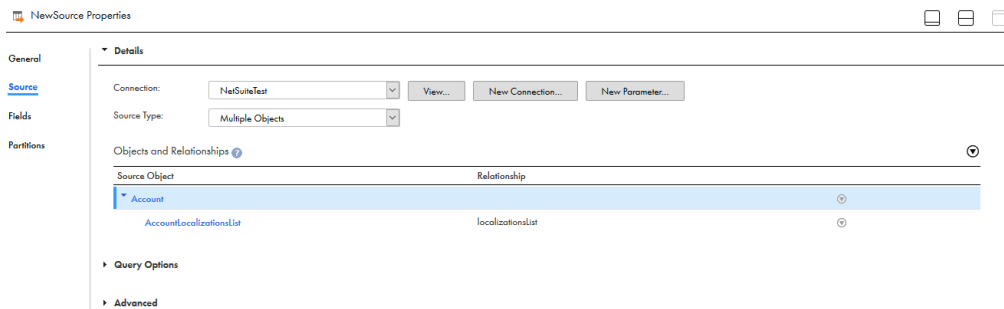 NewSource Properties
General
Source
Fields
Partitions
Details
Connection: NetSuiteTest View... New Connection... New Parameter...
Source Type: Multiple Objects
Objects and Relationships ?
Source Object Relationship
Account
AccountLocalizationsList localizationsList
Query Options
Advanced